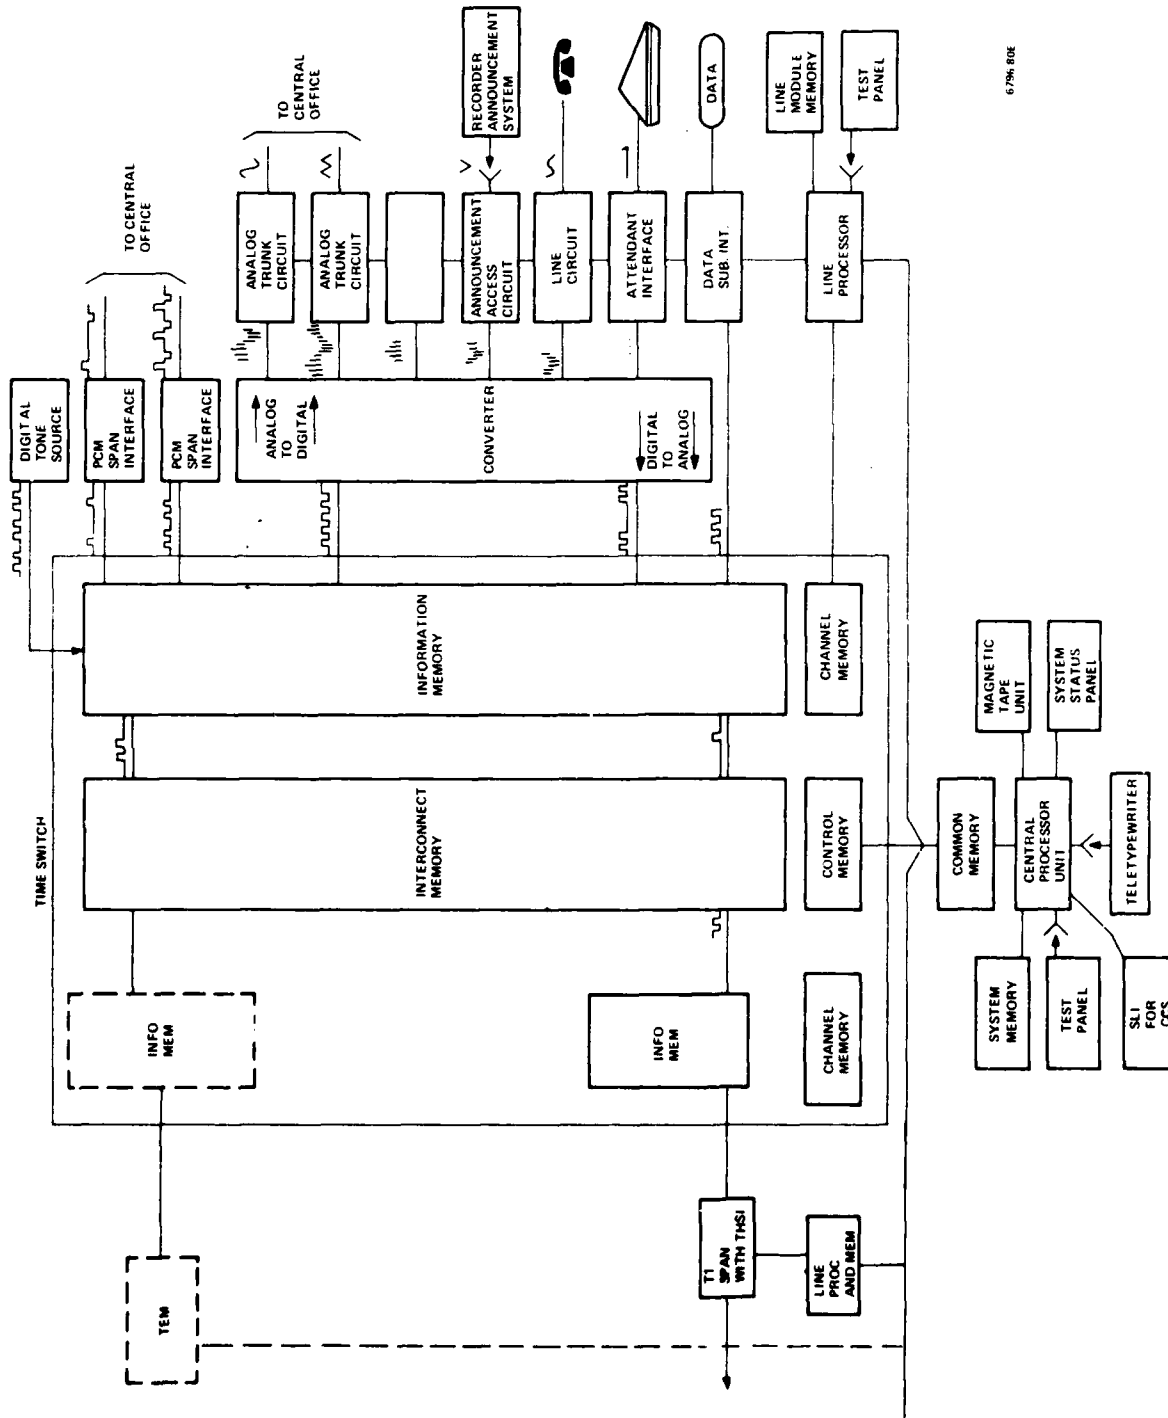 TIME SWITCH
TEM
INFO
MEM
INFO
MEM
T1
SPAN
WITH THSI
LINE
PROC
AND MEM
CHANNEL
MEMORY
INTERCONNECT
MEMORY
CONTROL
MEMORY
INFORMATION
MEMORY
CHANNEL
MEMORY
DIGITAL
TONE
SOURCE
PCM
SPAN
INTERFACE
PCM
SPAN
INTERFACE
TO CENTRAL
OFFICE
ANALOG
TO
DIGITAL
CONVERTER
DIGITAL
TO
ANALOG
ANALOG
TRUNK
CIRCUIT
ANALOG
TRUNK
CIRCUIT
TO
CENTRAL
OFFICE
ANNOUNCEMENT
ACCESS
CIRCUIT
RECORDER
ANNOUNCEMENT
SYSTEM
LINE
CIRCUIT
ATTENDANT
INTERFACE
DATA
SUB. INT.
DATA
LINE
PROCESSOR
LINE
MODULE
MEMORY
TEST
PANEL
SYSTEM
MEMORY
TEST
PANEL
SLI
FOR
CCS
COMMON
MEMORY
CENTRAL
PROCESSOR
UNIT
TELETYPEWRITER
MAGNETIC
TAPE
UNIT
SYSTEM
STATUS
PANEL
6796 80E